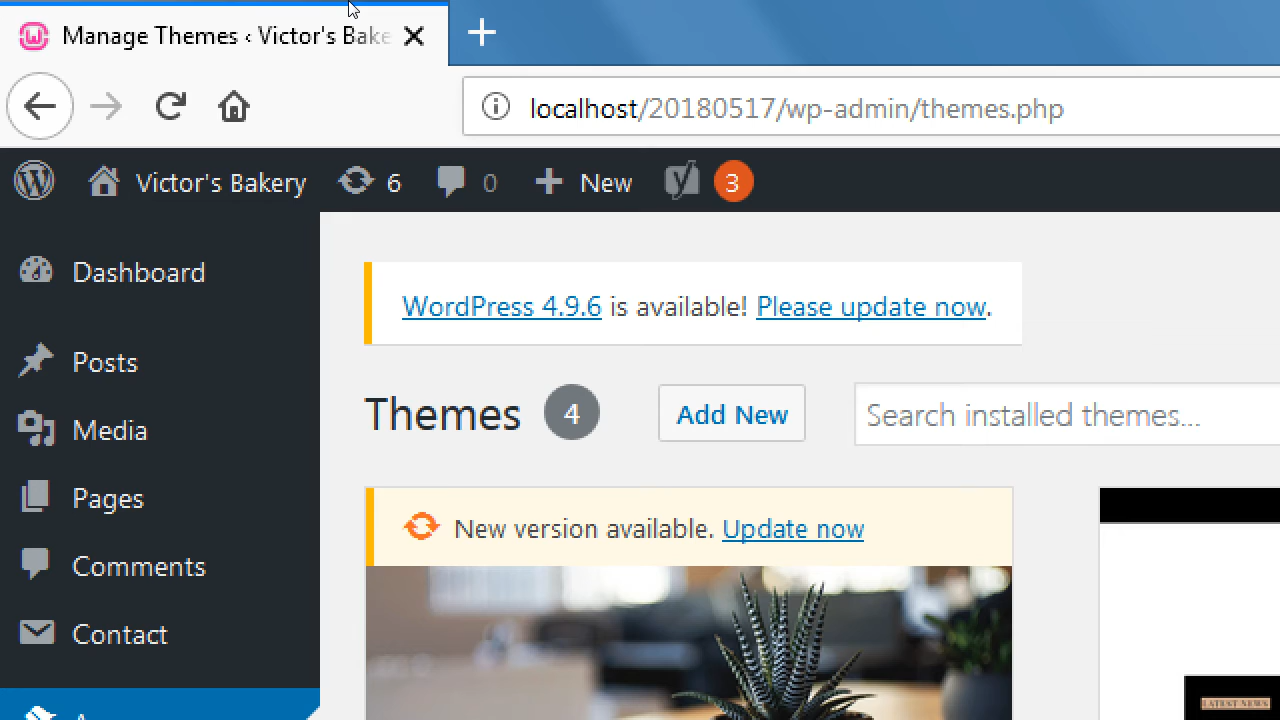 Manage Themes ‹ Victor's Bake
localhost/20180517/wp-admin/themes.php
Victor's Bakery 6 0 New 3
Dashboard
Posts
Media
Pages
Comments
Contact
WordPress 4.9.6 is available! Please update now.
Themes 4 Add New Search installed themes...
New version available. Update now
LATEST NEWS